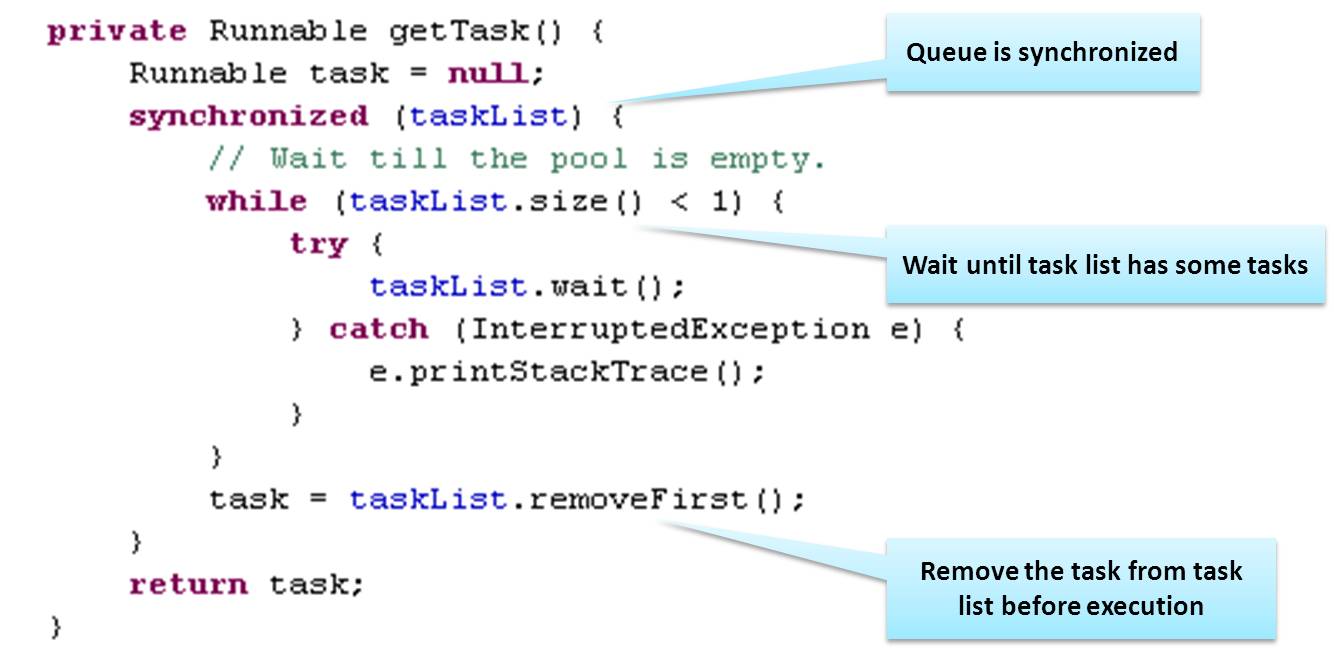 private Runnable getTask() {
Runnable task = null;
synchronized (taskList) {
// Wait till the pool is empty.
while (taskList.size() < 1) {
try {
taskList.wait();
} catch (InterruptedException e) {
e.printStackTrace();
}
}
task = taskList.removeFirst();
}
return task;
}
Queue is synchronized
Wait until task list has some tasks
Remove the task from task
list before execution